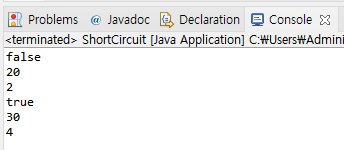 Problems @ Javadoc Declaration Console
<terminated> ShortCircuit [Java Application] C:₩Users₩Admini
false
20
2
true
30
4